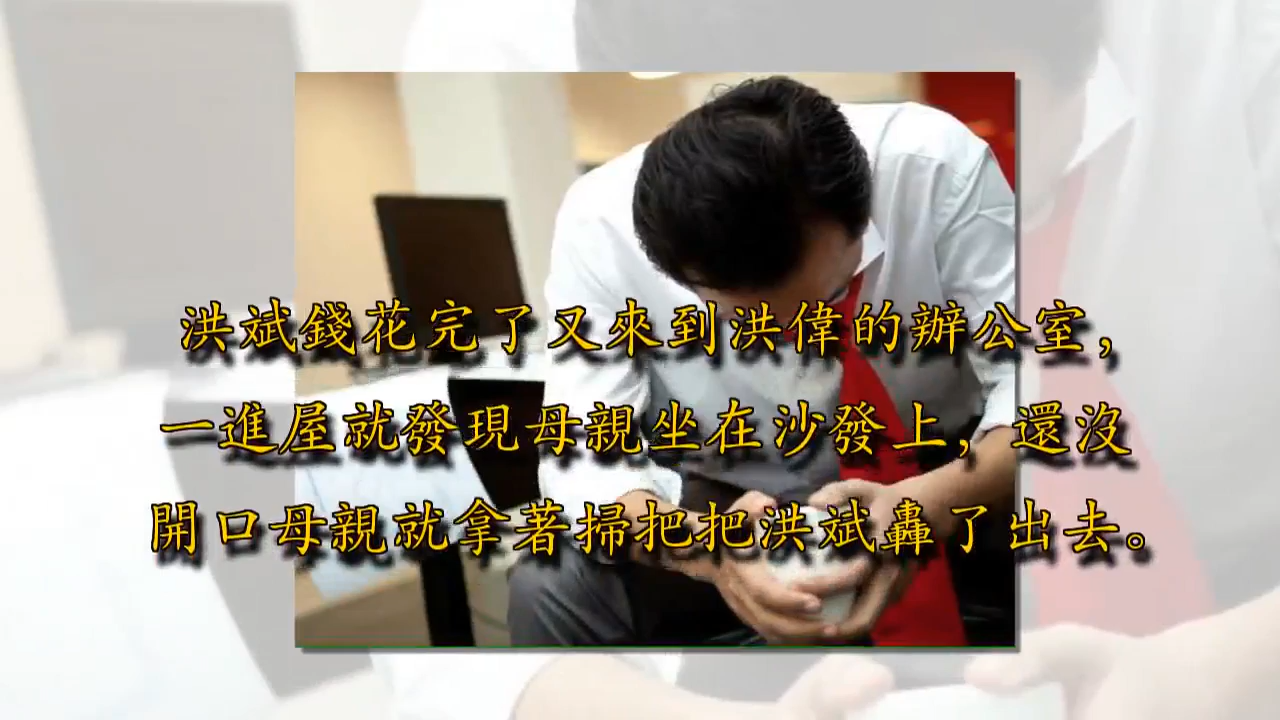 洪斌錢花完了又來到洪偉的辦公室，
一進屋就發現母親坐在沙發上，還沒
開口母親就拿著掃把把洪斌轟了出去。